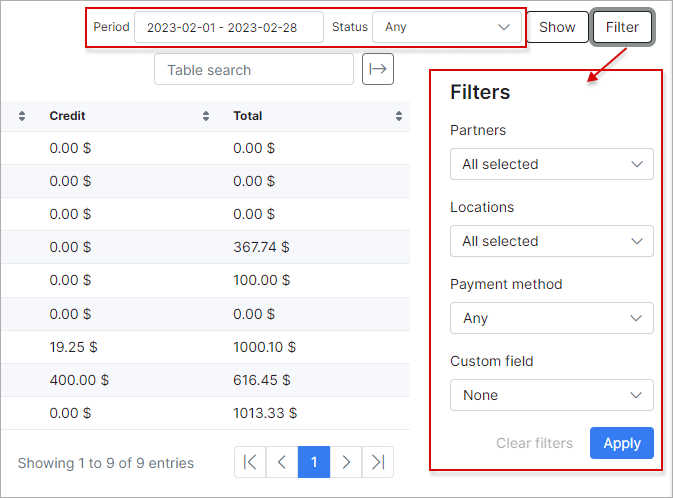 Period 2023-02-01 - 2023-02-28 Status Any Show Filter
Table search
Credit Total
0.00 $ 0.00 $
0.00 $ 0.00 $
0.00 $ 0.00 $
0.00 $ 367.74 $
0.00 $ 100.00 $
0.00 $ 0.00 $
19.25 $ 1000.10 $
400.00 $ 616.45 $
0.00 $ 1013.33 $
Showing 1 to 9 of 9 entries 1
Filters
Partners
All selected
Locations
All selected
Payment method
Any
Custom field
None
Clear filters Apply